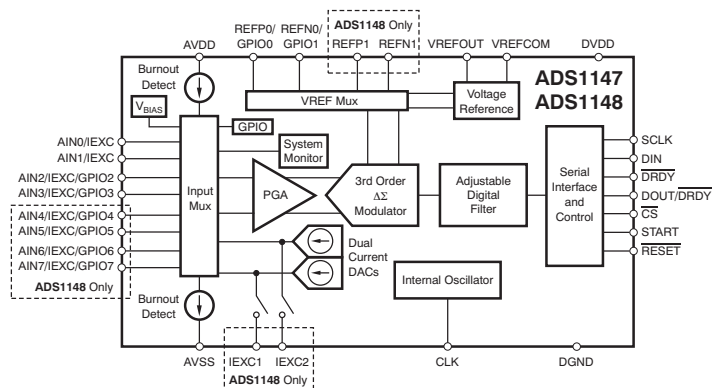 ADS1148 Only
REFP0/ REFN0/
GPIO0 GPIO1 REFP1 REFN1 VREFOUT VREFCOM DVDD
AVDD
Burnout
Detect
ADS1147
ADS1148
VBIAS
VREF Mux
Voltage
Reference
GPIO
System
Monitor
AIN0/IEXC
AIN1/IEXC
AIN2/IEXC/GPIO2
AIN3/IEXC/GPIO3
AIN4/IEXC/GPIO4
AIN5/IEXC/GPIO5
AIN6/IEXC/GPIO6
AIN7/IEXC/GPIO7
ADS1148 Only
Input
Mux
PGA
3rd Order
ΔΣ
Modulator
Adjustable
Digital
Filter
Serial
Interface
and
Control
SCLK
DIN
DRDY
DOUT/DRDY
CS
START
RESET
Dual
Current
DACs
Internal Oscillator
Burnout
Detect
AVSS IEXC1 IEXC2 CLK DGND
ADS1148 Only